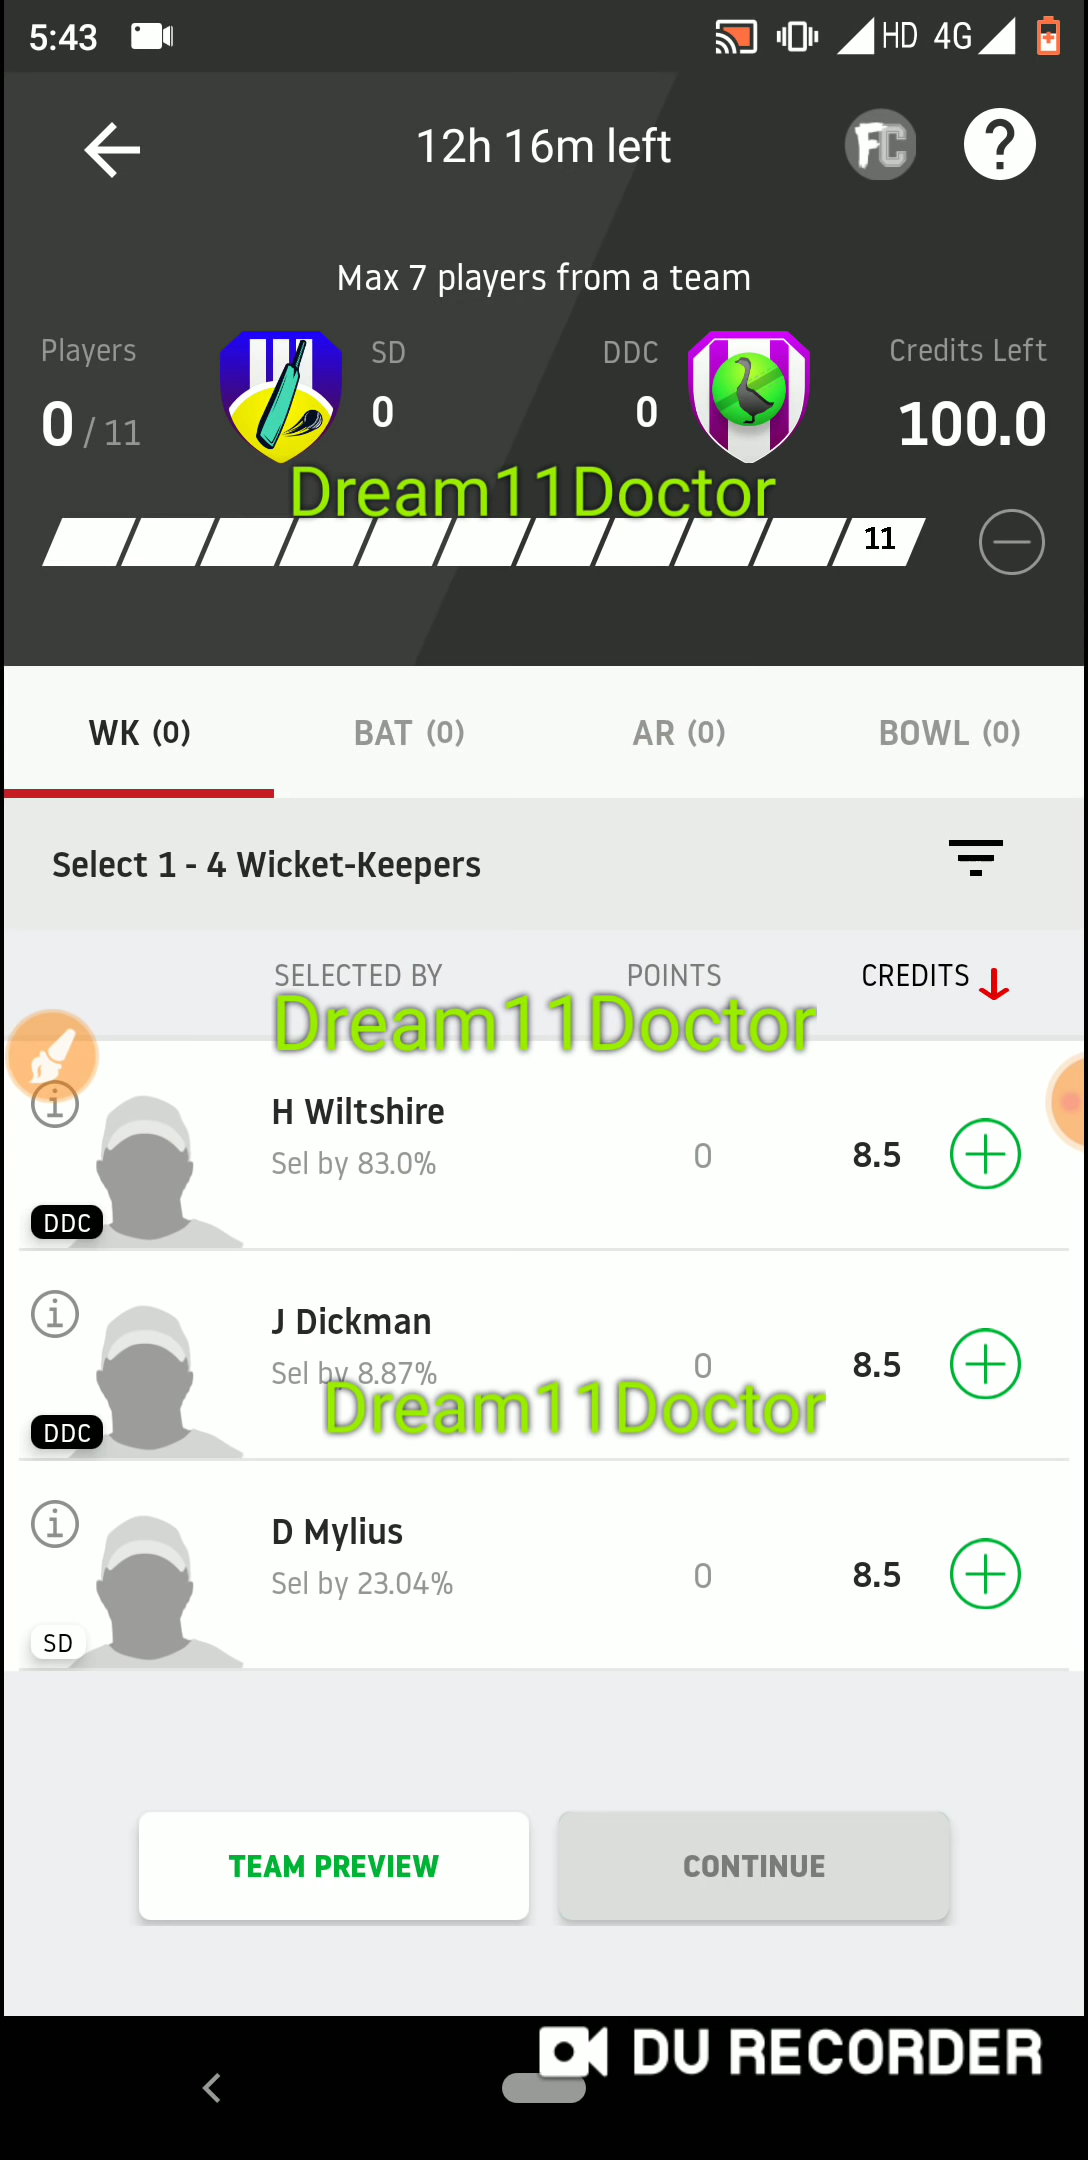 5:43 HD 4G
12h 16m left FC ?
Max 7 players from a team
Players SD DDC Credits Left
0 / 11 0 0 100.0
Dream11Doctor
11
WK (0) BAT (0) AR (0) BOWL (0)
Select 1 - 4 Wicket-Keepers
SELECTED BY POINTS CREDITS
Dream11Doctor
H Wiltshire
Sel by 83.0% 0 8.5
DDC
J Dickman
Sel by 8.87% 0 8.5
Dream11Doctor
DDC
D Mylius
Sel by 23.04% 0 8.5
SD
TEAM PREVIEW CONTINUE
DU RECORDER